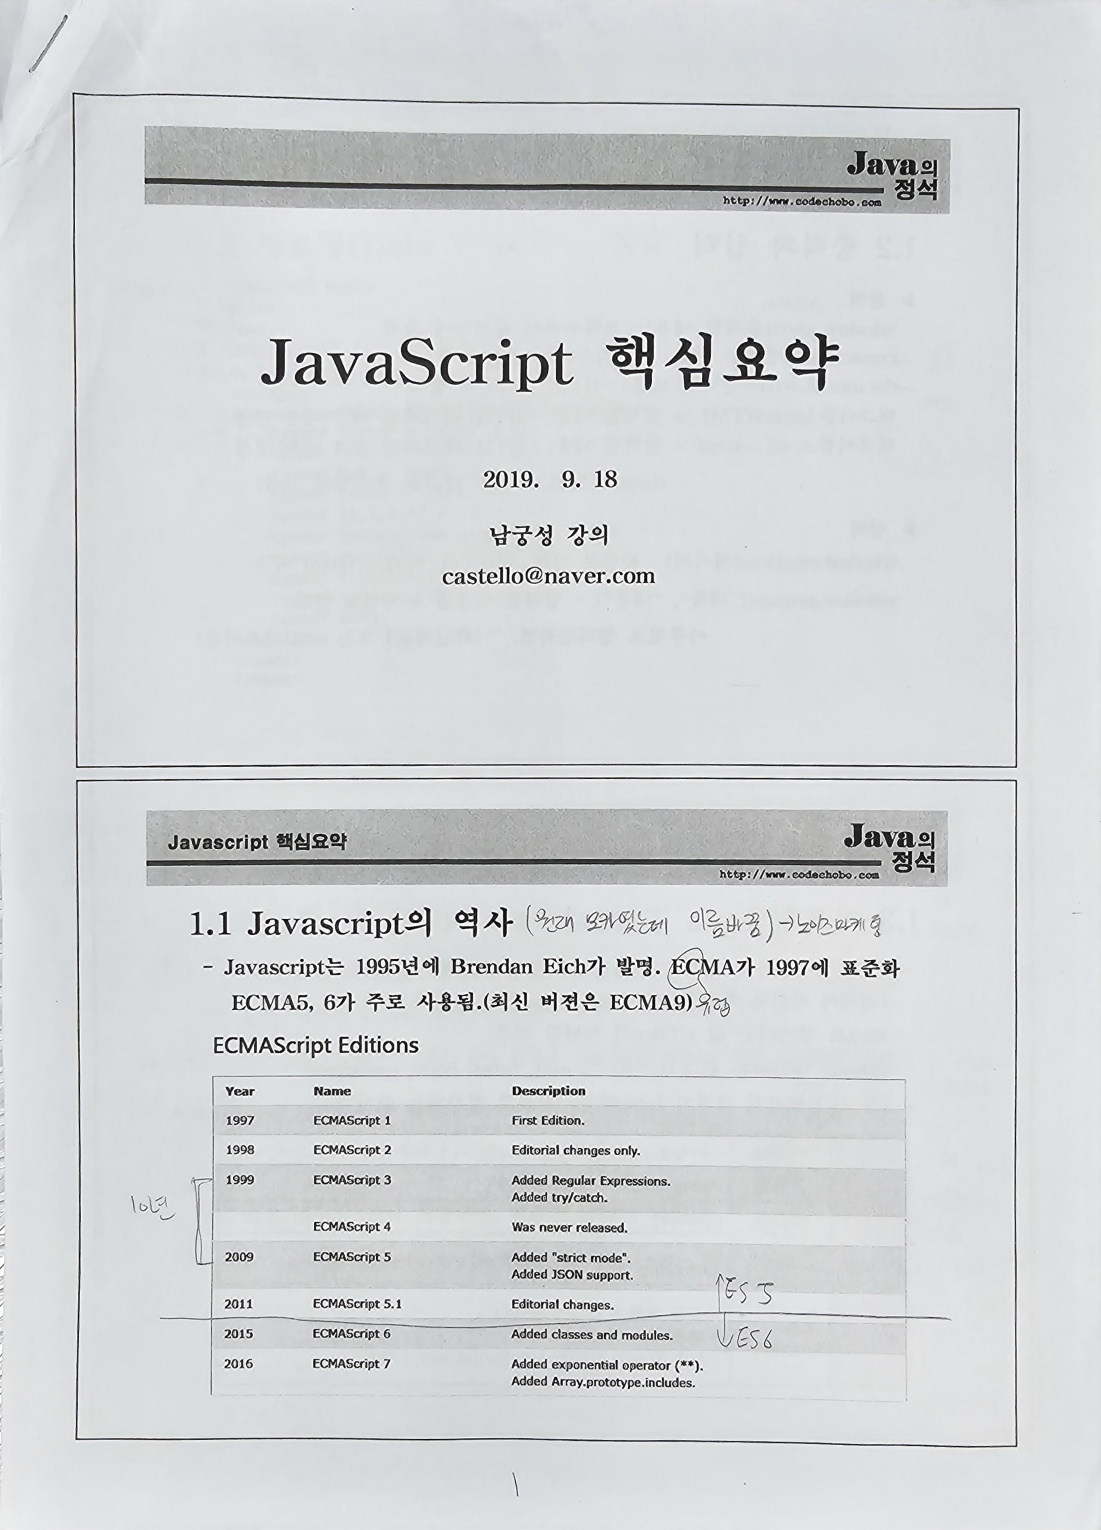 Java의
정석
http://www.codechobo.com
JavaScript 핵심요약
2019. 9. 18
남궁성 강의
castello@naver.com
Javascript 핵심요약
Java의
정석
http://www.codechobo.com
1.1 Javascript의 역사 (원래 모카였는데 이름바꿈) → 노이즈마케팅
- Javascript는 1995년에 Brendan Eich가 발명. ECMA가 1997에 표준화
ECMA5, 6가 주로 사용됨.(최신 버젼은 ECMA9) 유럽
ECMAScript Editions
Year Name Description
1997 ECMAScript 1 First Edition.
1998 ECMAScript 2 Editorial changes only.
1999 ECMAScript 3 Added Regular Expressions.
Added try/catch.
10년
ECMAScript 4 Was never released.
2009 ECMAScript 5 Added "strict mode".
Added JSON support.
↑ES 5
2011 ECMAScript 5.1 Editorial changes.
2015 ECMAScript 6 Added classes and modules. ↓ES6
2016 ECMAScript 7 Added exponential operator (**).
Added Array.prototype.includes.
1